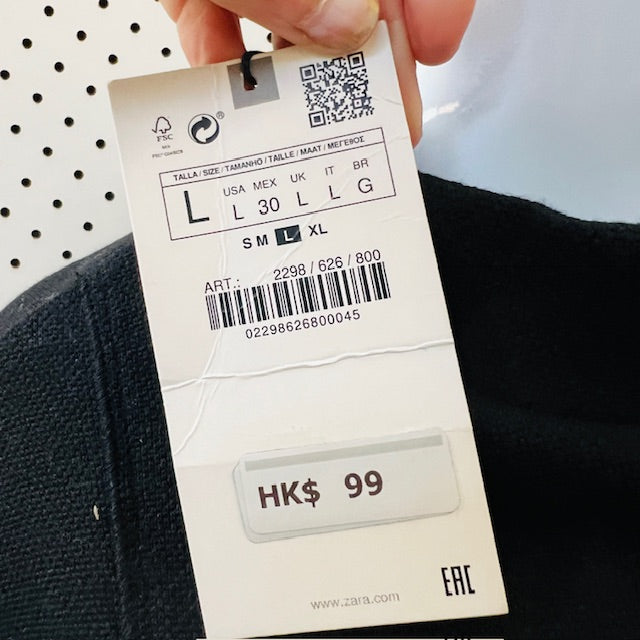 FSC
TALLA / SIZE / TAMANHO / TAILLE / MAAT / ΜΕΓΕΘΟΣ
L
USA MEX UK IT BR
L 30 L L G
S M L XL
ART.: 2298 / 626 / 800
02298626800045
HK$ 99
EAC
www.zara.com